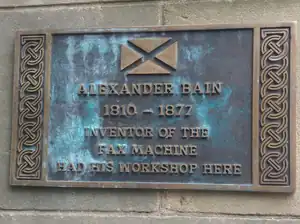 ALEXANDER BAIN
1810 – 1877
INVENTOR OF THE
FAX MACHINE
HAD HIS WORKSHOP HERE